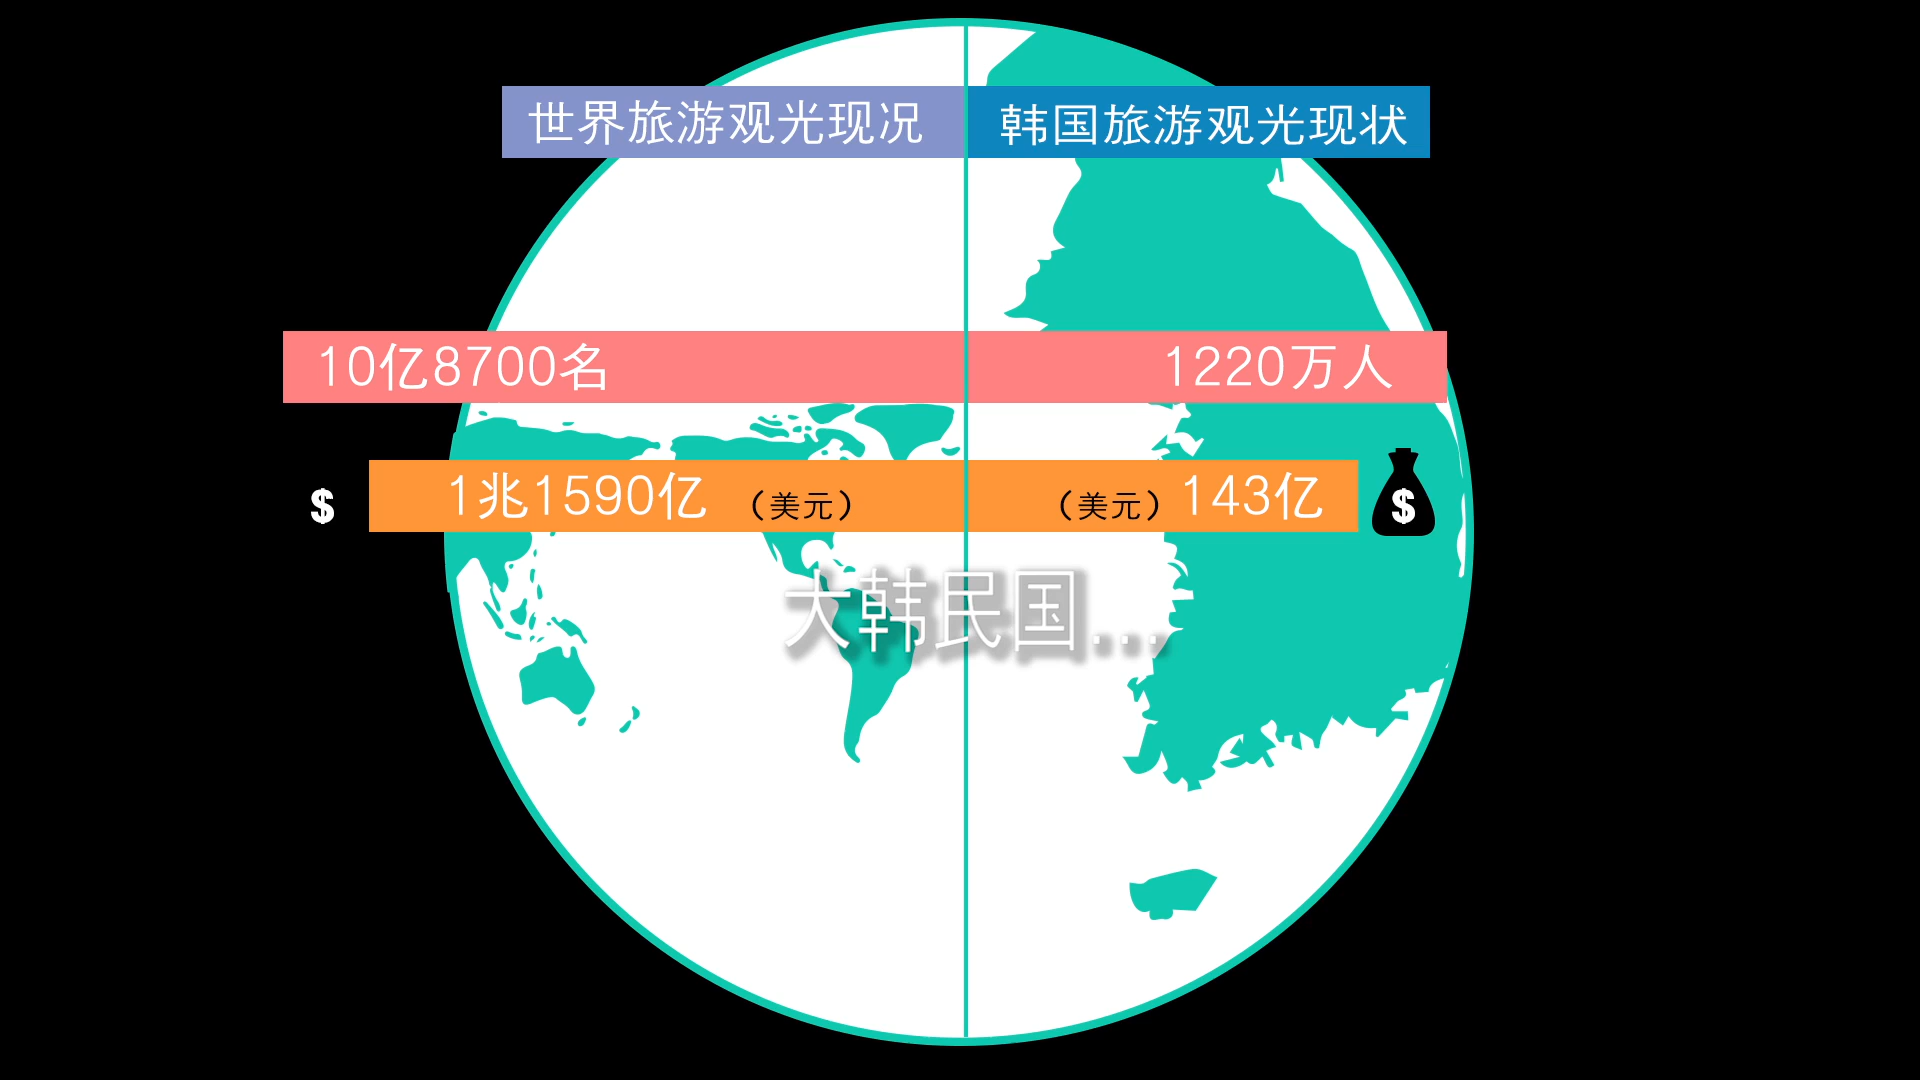 世界旅游观光现况
韩国旅游观光现状
10亿8700名
1220万人
$
1兆1590亿 (美元)
(美元) 143亿
$
大韩民国...